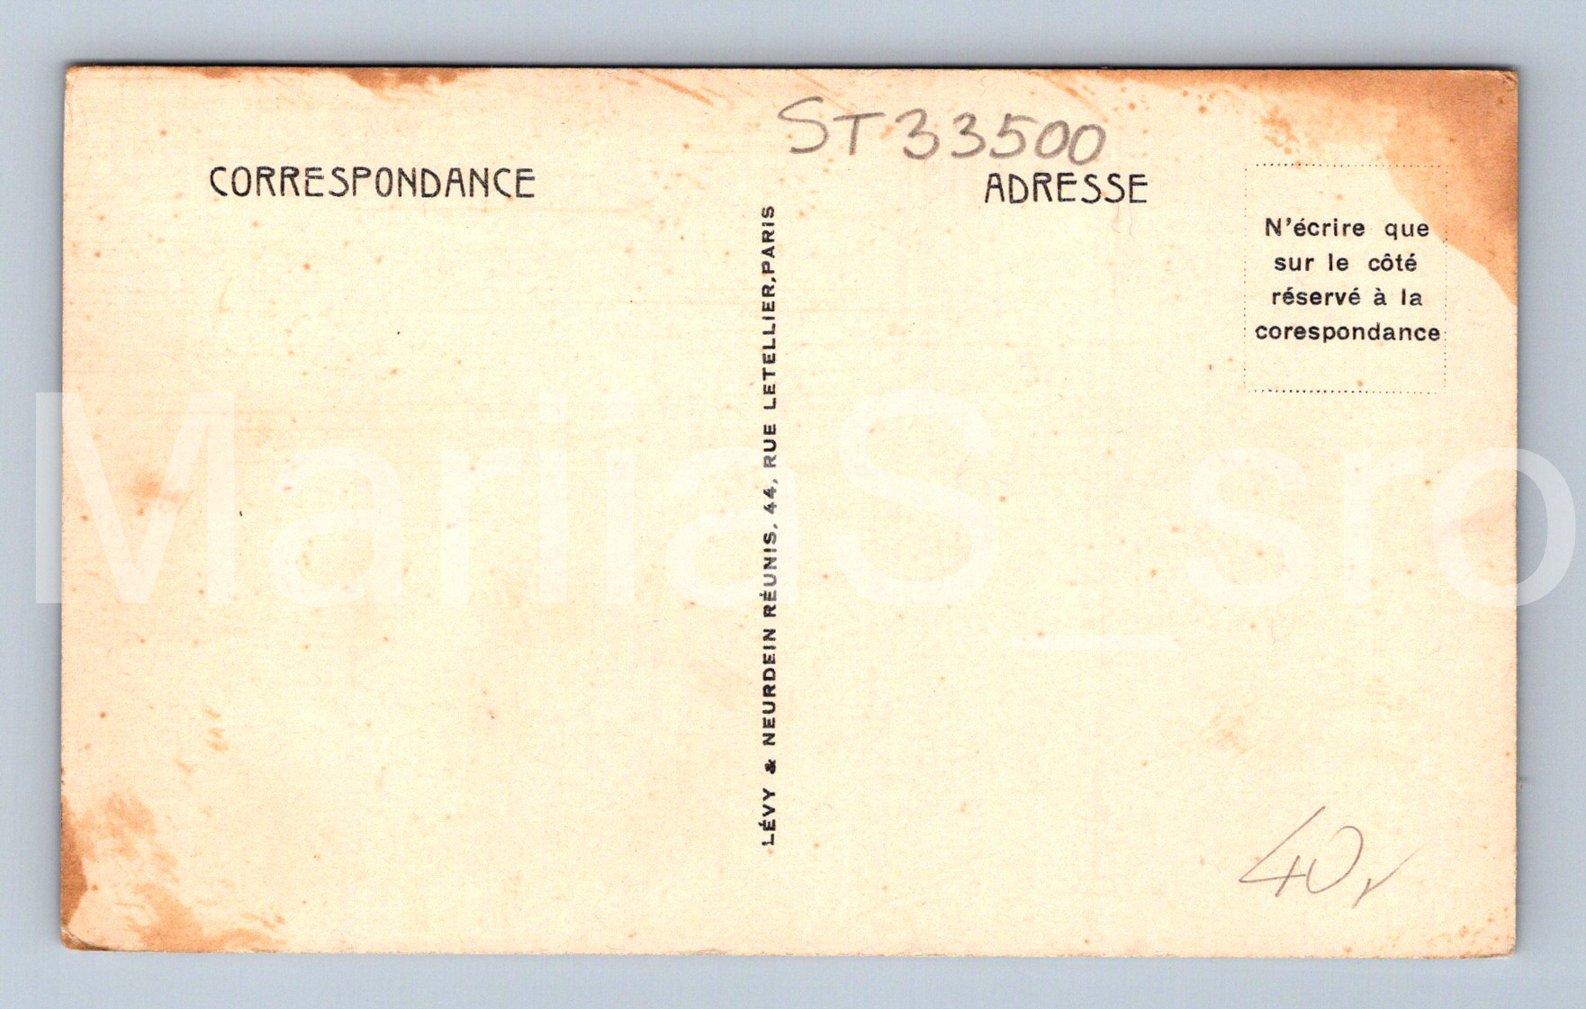 ST33500
CORRESPONDANCE
ADRESSE
N'écrire que
sur le côté
réservé à la
corespondance
LÉVY & NEURDEIN RÉUNIS, 44, RUE LETELLIER, PARIS
MariiaS_sro
40